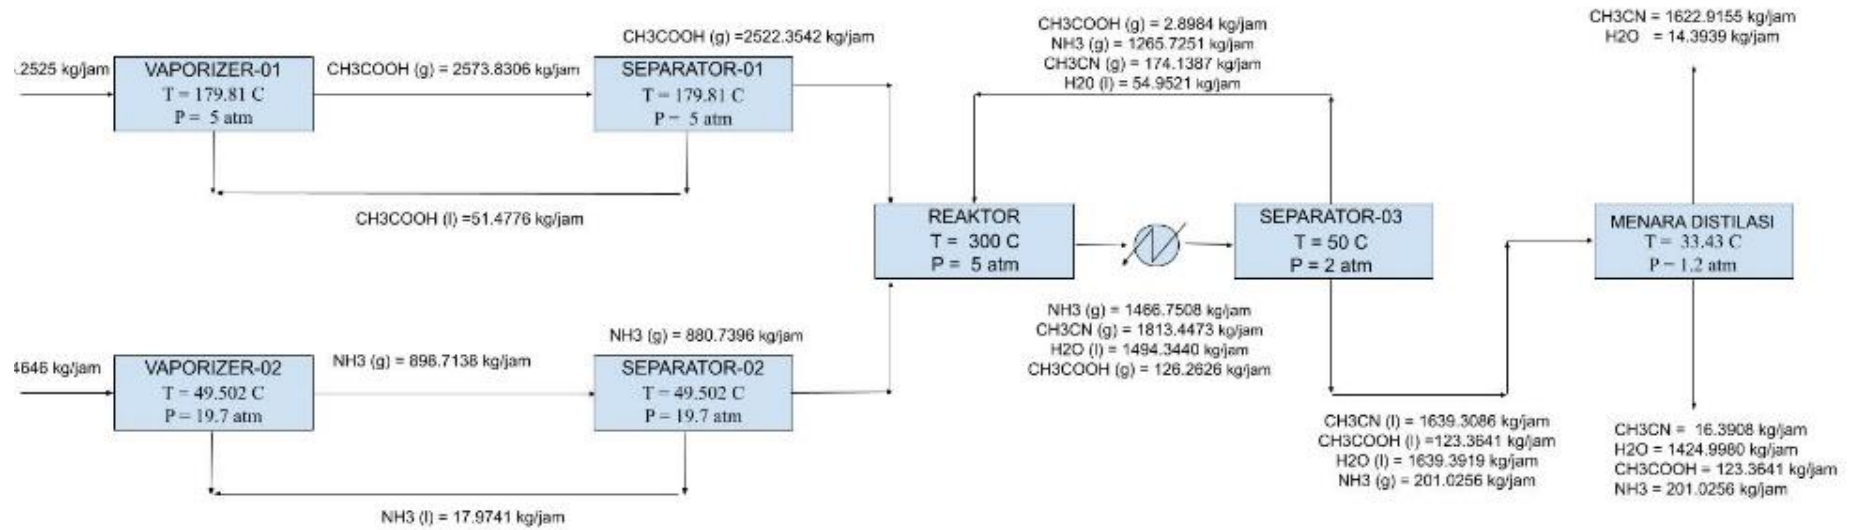 .2525 kg/jam
VAPORIZER-01
T = 179.81 C
P = 5 atm
CH3COOH (g) = 2573.8306 kg/jam
CH3COOH (g) =2522.3542 kg/jam
SEPARATOR-01
T = 179.81 C
P = 5 atm
CH3COOH (l) =51.4776 kg/jam
CH3COOH (g) = 2.8984 kg/jam
NH3 (g) = 1265.7251 kg/jam
CH3CN (g) = 174.1387 kg/jam
H20 (l) = 54.9521 kg/jam
CH3CN = 1622.9155 kg/jam
H2O = 14.3939 kg/jam
REAKTOR
T = 300 C
P = 5 atm
SEPARATOR-03
T = 50 C
P = 2 atm
MENARA DISTILASI
T = 33.43 C
P = 1.2 atm
NH3 (g) = 1466.7508 kg/jam
CH3CN (g) = 1813.4473 kg/jam
H2O (l) = 1494.3440 kg/jam
CH3COOH (g) = 126.2626 kg/jam
4646 kg/jam
VAPORIZER-02
T = 49.502 C
P = 19.7 atm
NH3 (g) = 898.7138 kg/jam
NH3 (g) = 880.7396 kg/jam
SEPARATOR-02
T = 49.502 C
P = 19.7 atm
NH3 (l) = 17.9741 kg/jam
CH3CN (l) = 1639.3086 kg/jam
CH3COOH (l) =123.3641 kg/jam
H2O (l) = 1639.3919 kg/jam
NH3 (g) = 201.0256 kg/jam
CH3CN = 16.3908 kg/jam
H2O = 1424.9980 kg/jam
CH3COOH = 123.3641 kg/jam
NH3 = 201.0256 kg/jam